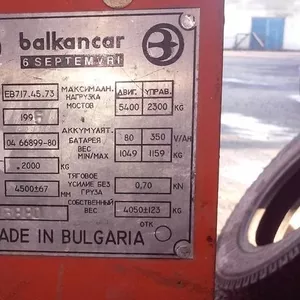 balkancar
6 SEPTEMVRI
EB717.45.73
МАКСИМАЛН. НАГРУЗКА МОСТОВ
ДВИГ. УПРАВ.
5400 2300 KG
199
04 66899-80
АККУМУЛЯТ. БАТАРЕЯ
80 350 V/Ah
ВЕС MIN/MAX
1049 1159 KG
2000 KG
4500±67 MM
ТЯГОВОЕ УСИЛИЕ БЕЗ ГРУЗА
0,70 KN
СОБСТВЕННЫЙ ВЕС
4050±123 KG
ОТК
ADE IN BULGARIA